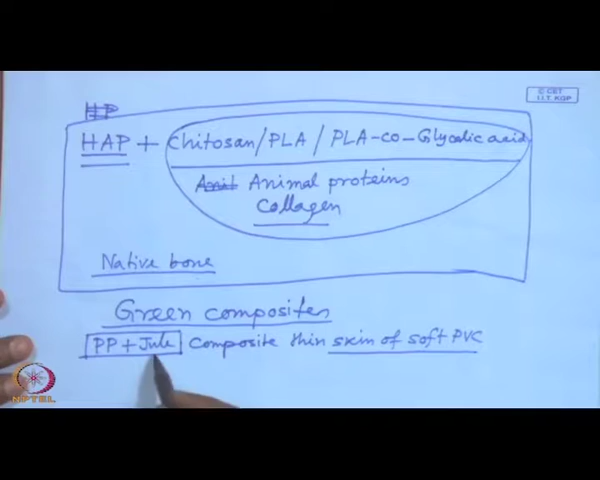 © CET
I.I.T. KGP
HP
HAP + Chitosan/PLA / PLA-co-Glycolic acid
Anil Animal proteins
Collagen
Native bone
Green composites
PP + Jute Composite thin skin of soft PVC
NPTEL